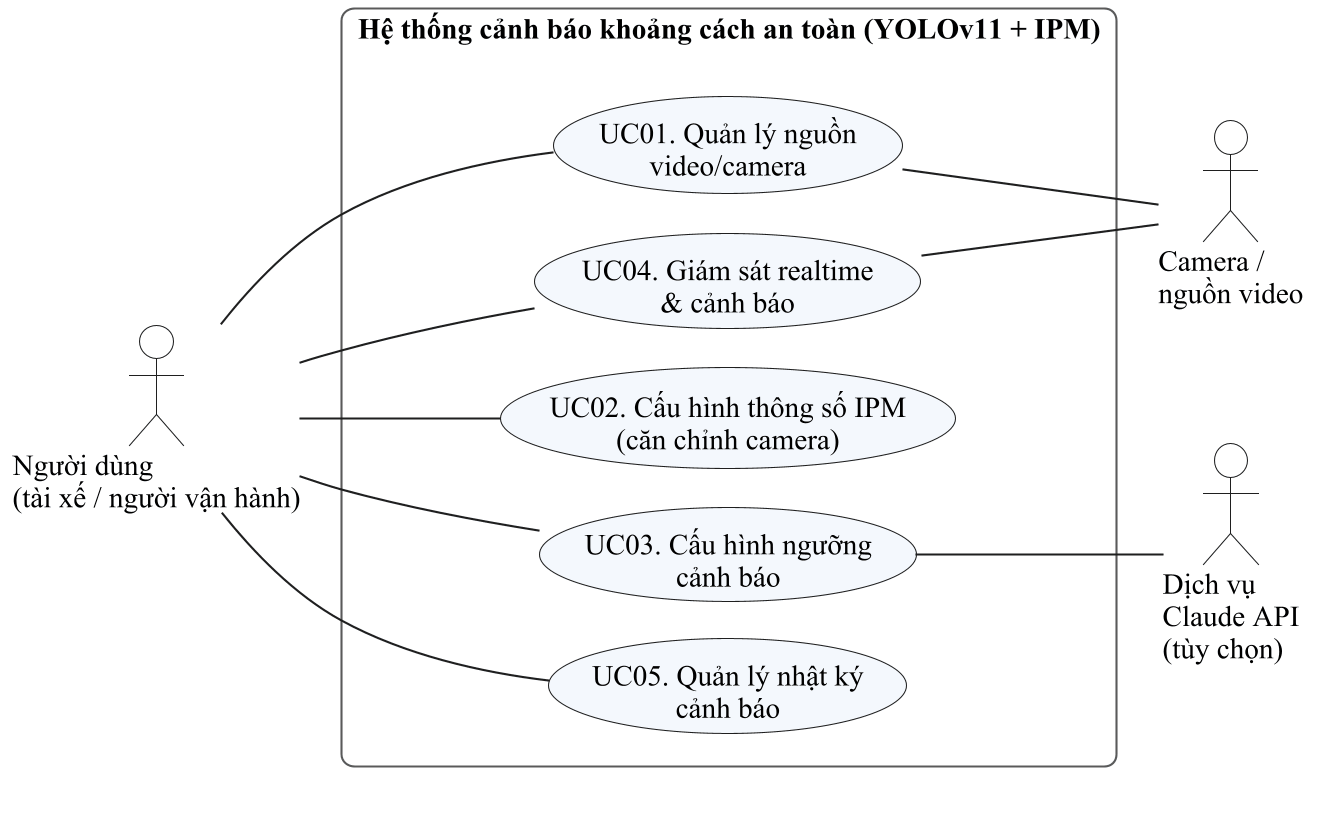 Hệ thống cảnh báo khoảng cách an toàn (YOLOv11 + IPM)
UC01. Quản lý nguồn
video/camera
UC04. Giám sát realtime
& cảnh báo
Camera /
nguồn video
UC02. Cấu hình thông số IPM
(căn chỉnh camera)
Người dùng
(tài xế / người vận hành)
UC03. Cấu hình ngưỡng
cảnh báo
Dịch vụ
Claude API
(tùy chọn)
UC05. Quản lý nhật ký
cảnh báo